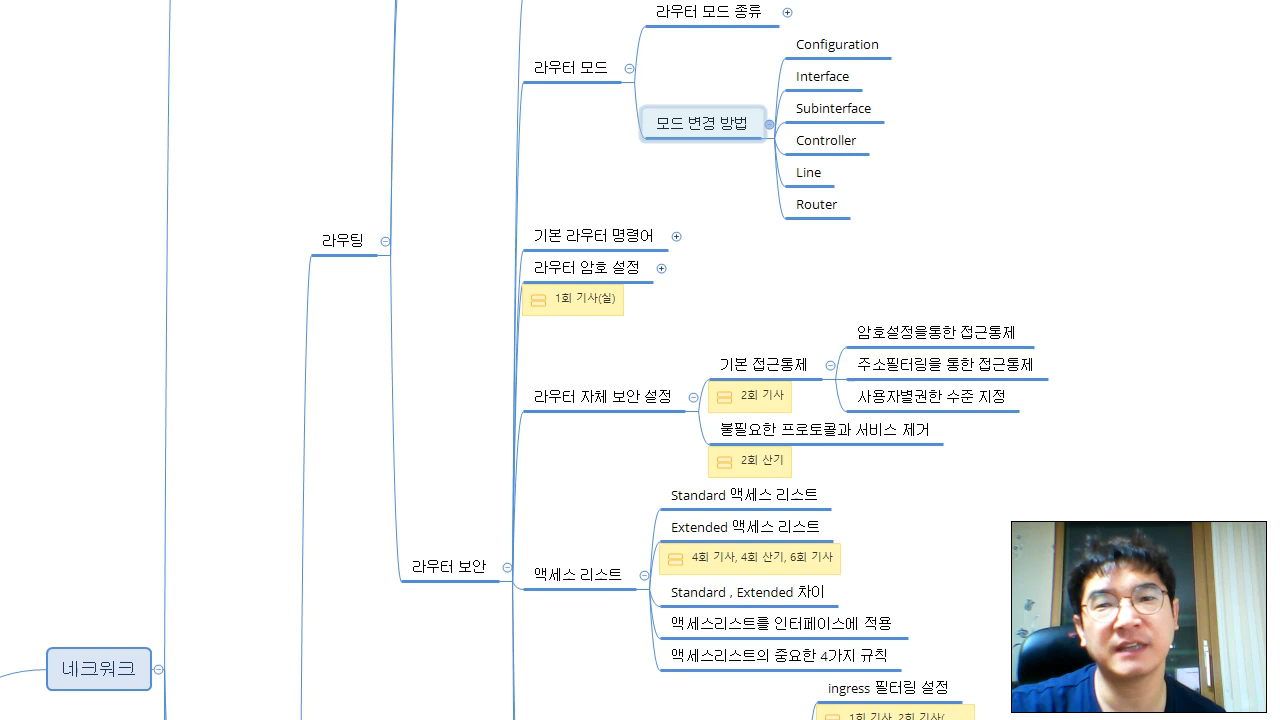 라우터 모드 종류
Configuration
라우터 모드
Interface
Subinterface
모드 변경 방법
Controller
Line
Router
기본 라우터 명령어
라우팅
라우터 암호 설정
1회 기사(실)
암호설정을통한 접근통제
기본 접근통제
주소필터링을 통한 접근통제
2회 기사
라우터 자체 보안 설정
사용자별권한 수준 지정
불필요한 프로토콜과 서비스 제거
2회 산기
Standard 액세스 리스트
Extended 액세스 리스트
4회 기사, 4회 산기, 6회 기사
라우터 보안
액세스 리스트
Standard , Extended 차이
액세스리스트를 인터페이스에 적용
액세스리스트의 중요한 4가지 규칙
네크워크
ingress 필터링 설정
1회 기사, 2회 기사(